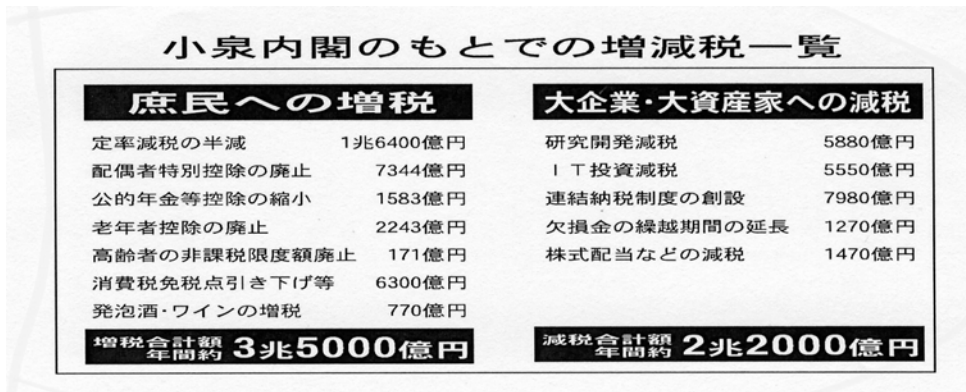 小泉内閣のもとでの増減税一覧
庶民への増税
定率減税の半減 1兆6400億円
配偶者特別控除の廃止 7344億円
公的年金等控除の縮小 1583億円
老年者控除の廃止 2243億円
高齢者の非課税限度額廃止 171億円
消費税免税点引き下げ等 6300億円
発泡酒・ワインの増税 770億円
増税合計額年間約 3兆5000億円
大企業・大資産家への減税
研究開発減税 5880億円
IT投資減税 5550億円
連結納税制度の創設 7980億円
欠損金の繰越期間の延長 1270億円
株式配当などの減税 1470億円
減税合計額年間約 2兆2000億円